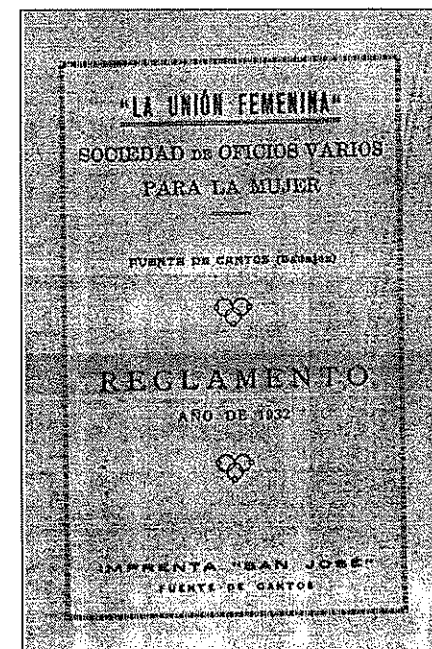 "LA UNIÓN FEMENINA"
SOCIEDAD DE OFICIOS VARIOS
PARA LA MUJER
FUENTE DE CANTOS (Badajoz)
REGLAMENTO
AÑO DE 1932
IMPRENTA "SAN JOSÉ"
FUENTE DE CANTOS